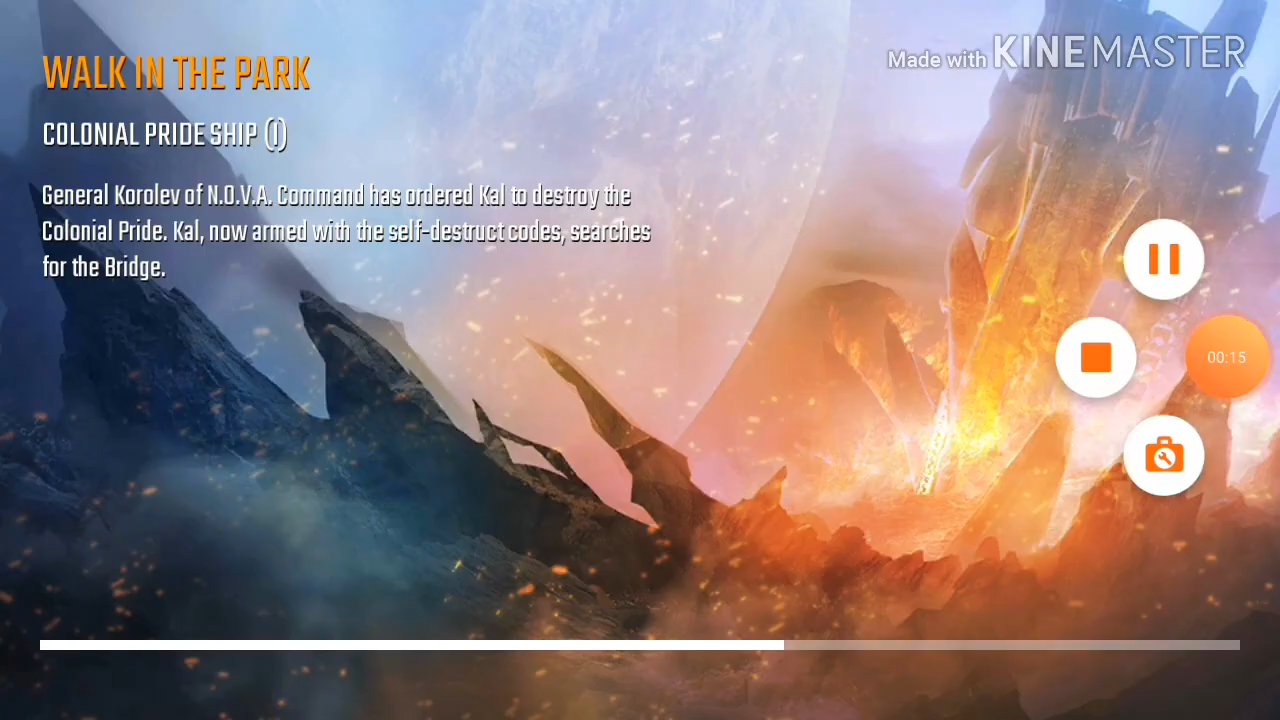 WALK IN THE PARK
Made with KINEMASTER
COLONIAL PRIDE SHIP (I)
General Korolev of N.O.V.A. Command has ordered Kal to destroy the
Colonial Pride. Kal, now armed with the self-destruct codes, searches
for the Bridge.
00:15